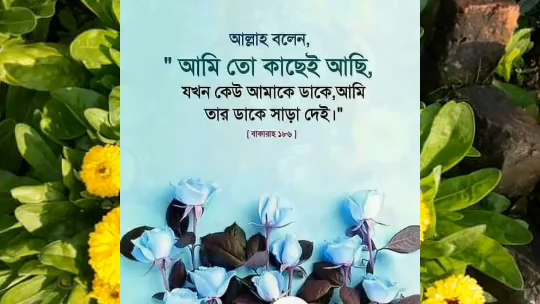 আল্লাহ বলেন,
" আমি তো কাছেই আছি,
যখন কেউ আমাকে ডাকে,আমি
তার ডাকে সাড়া দেই।"
[ বাকারাহ ১৮৬ ]